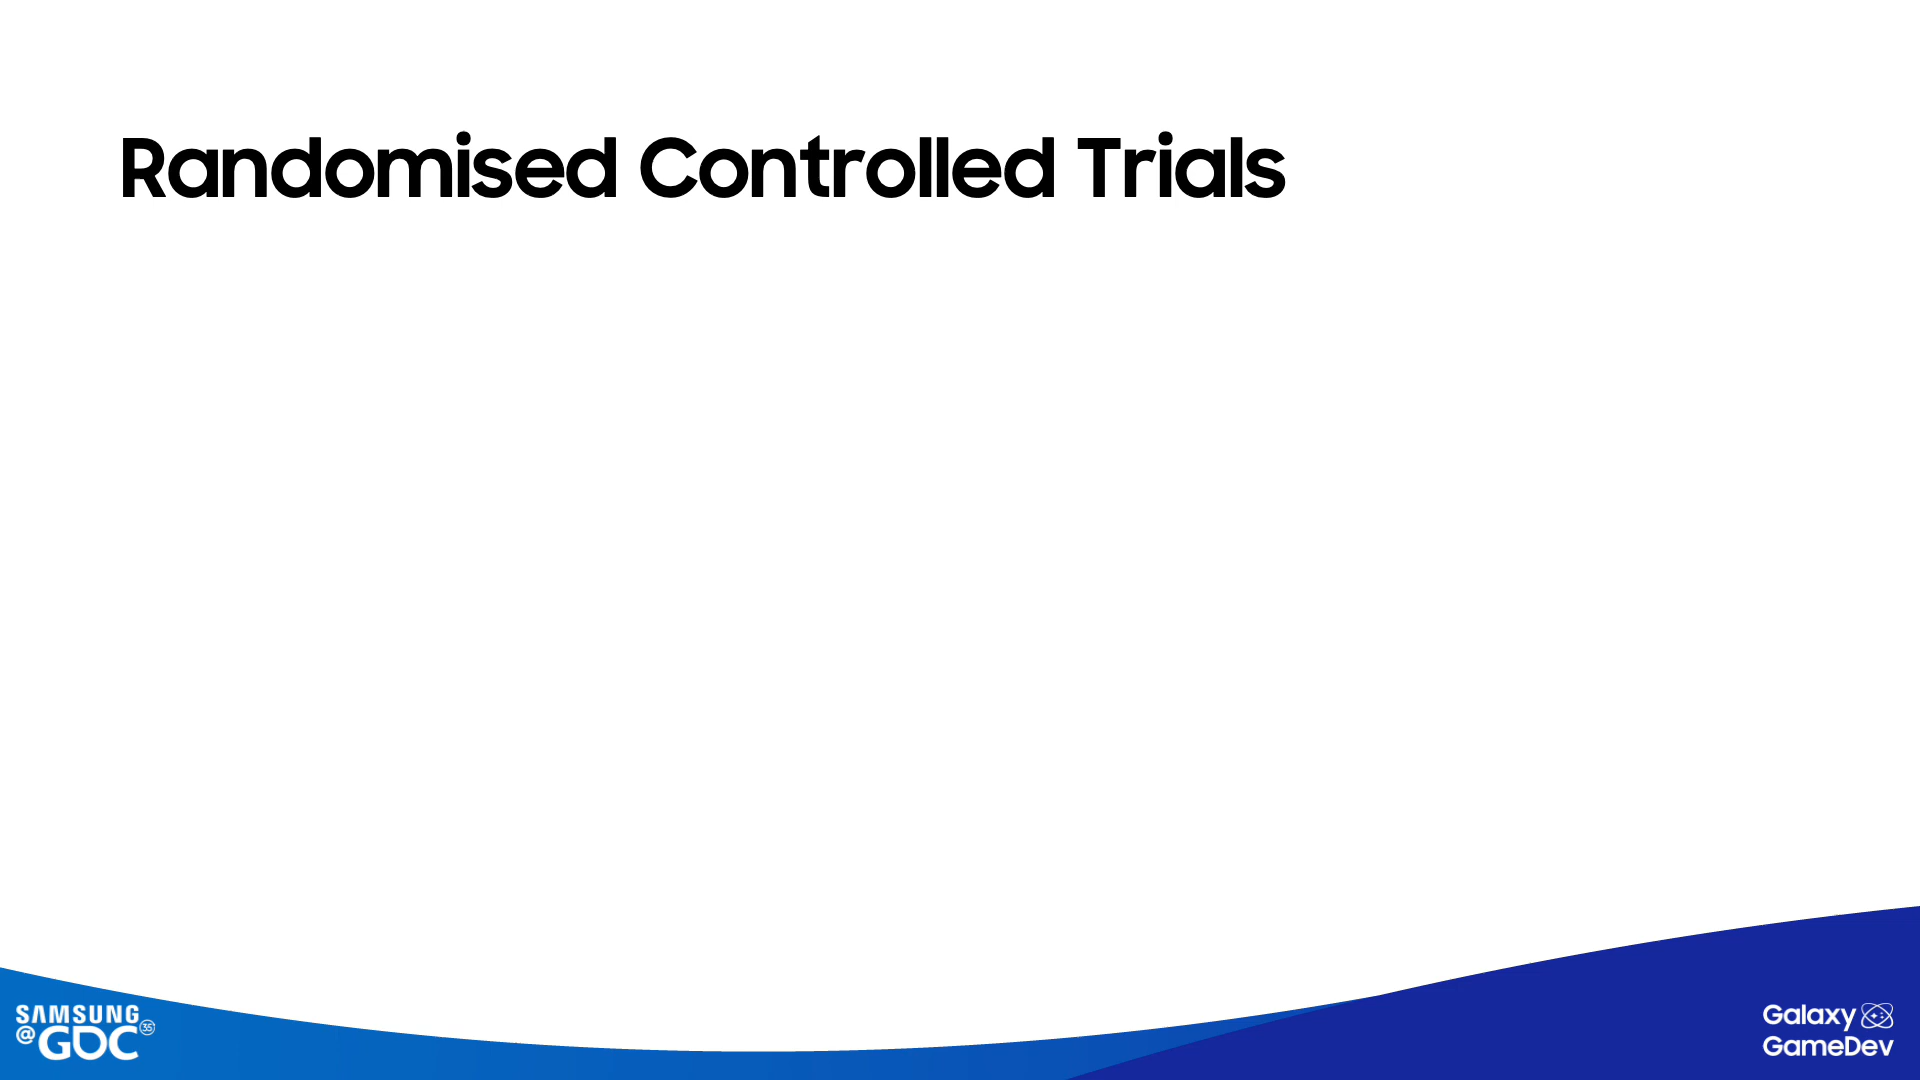 Randomised Controlled Trials
SAMSUNG
@GDC 35
Galaxy
GameDev